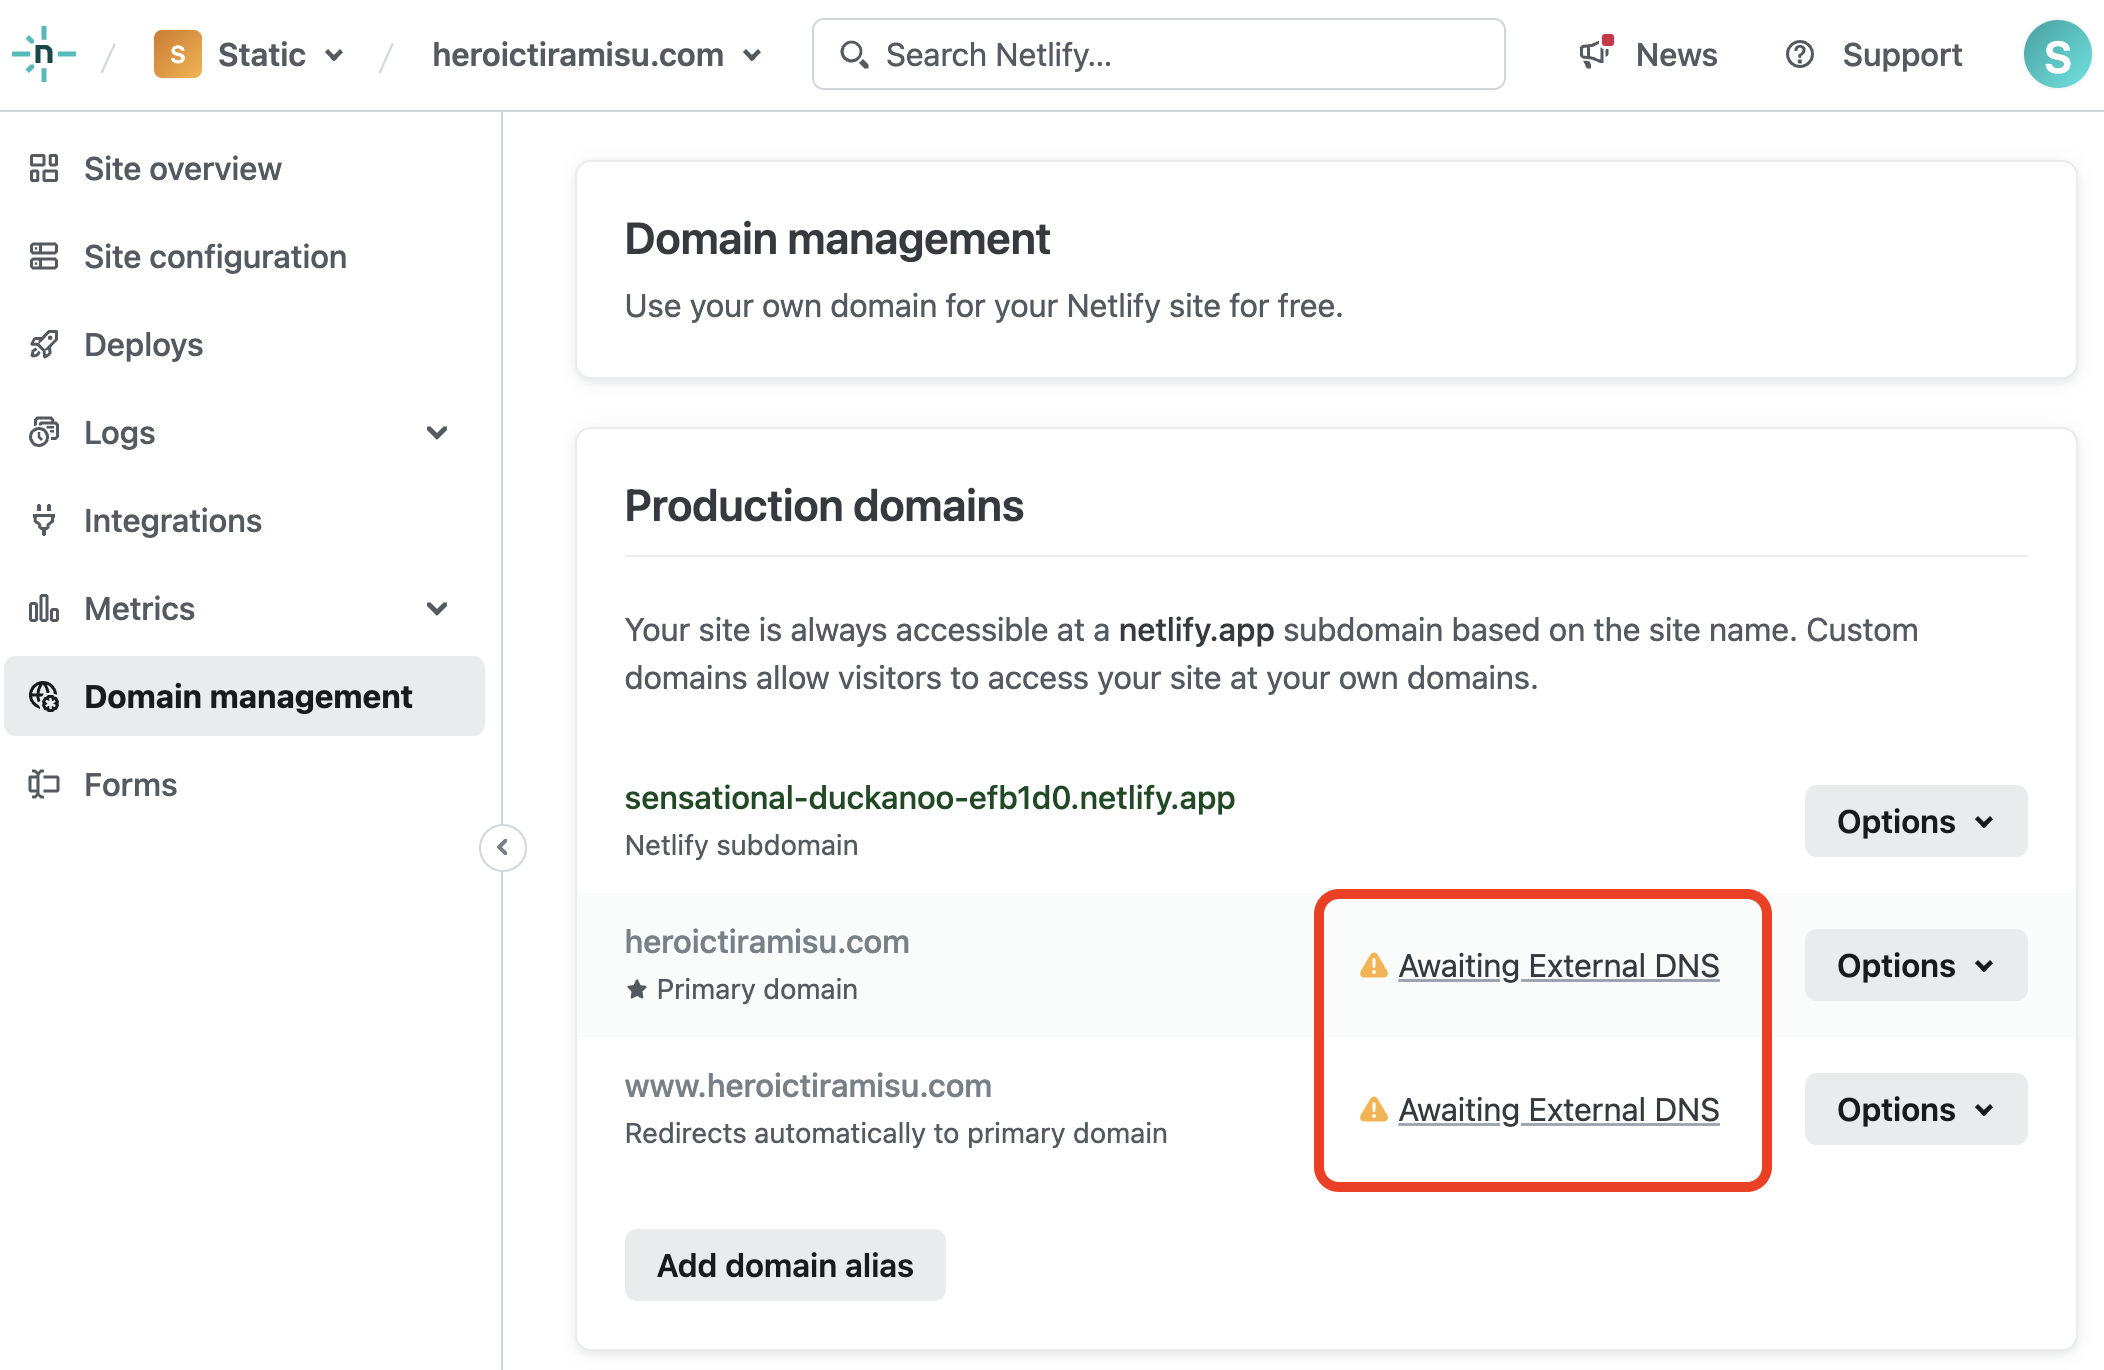 n / S Static / heroictiramisu.com Search Netlify... News Support S
Site overview
Site configuration
Deploys
Logs
Integrations
Metrics
Domain management
Forms
Domain management
Use your own domain for your Netlify site for free.
Production domains
Your site is always accessible at a netlify.app subdomain based on the site name. Custom
domains allow visitors to access your site at your own domains.
sensational-duckanoo-efb1d0.netlify.app
Netlify subdomain
Options
heroictiramisu.com
Primary domain
Awaiting External DNS
Options
www.heroictiramisu.com
Redirects automatically to primary domain
Awaiting External DNS
Options
Add domain alias